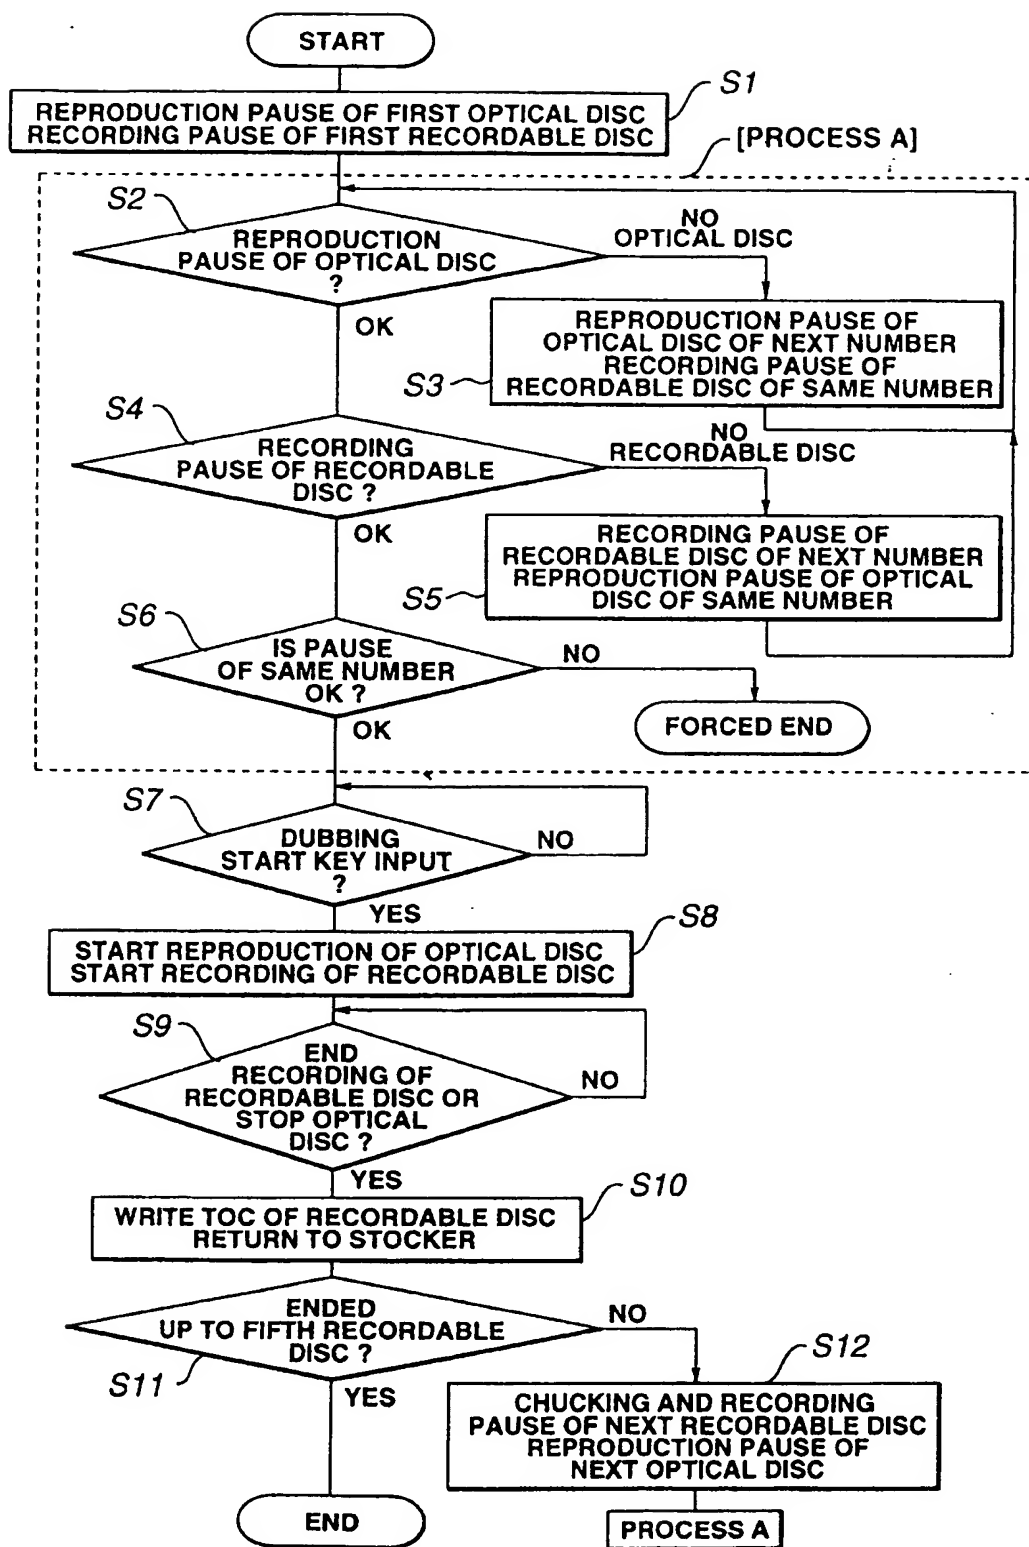 START
S1
REPRODUCTION PAUSE OF FIRST OPTICAL DISC
RECORDING PAUSE OF FIRST RECORDABLE DISC
[PROCESS A]
S2
REPRODUCTION
PAUSE OF OPTICAL DISC
?
NO
OPTICAL DISC
OK
REPRODUCTION PAUSE OF
OPTICAL DISC OF NEXT NUMBER
RECORDING PAUSE OF
RECORDABLE DISC OF SAME NUMBER
S3
S4
RECORDING
PAUSE OF RECORDABLE
DISC ?
NO
RECORDABLE DISC
OK
RECORDING PAUSE OF
RECORDABLE DISC OF NEXT NUMBER
REPRODUCTION PAUSE OF OPTICAL
DISC OF SAME NUMBER
S5
S6
IS PAUSE
OF SAME NUMBER
OK ?
NO
OK
FORCED END
S7
DUBBING
START KEY INPUT
?
NO
YES
S8
START REPRODUCTION OF OPTICAL DISC
START RECORDING OF RECORDABLE DISC
S9
END
RECORDING OF
RECORDABLE DISC OR
STOP OPTICAL
DISC ?
NO
YES
S10
WRITE TOC OF RECORDABLE DISC
RETURN TO STOCKER
ENDED
UP TO FIFTH RECORDABLE
DISC ?
NO
S11
YES
S12
CHUCKING AND RECORDING
PAUSE OF NEXT RECORDABLE DISC
REPRODUCTION PAUSE OF
NEXT OPTICAL DISC
END
PROCESS A